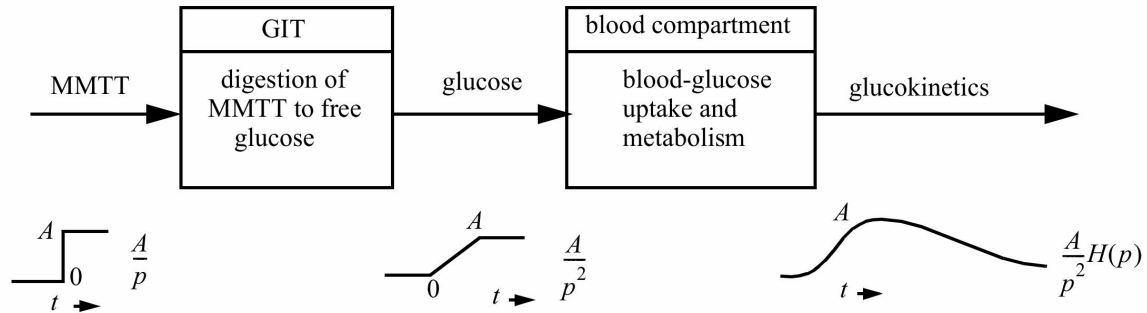 GIT
blood compartment
MMTT
digestion of
MMTT to free
glucose
glucose
blood-glucose
uptake and
metabolism
glucokinetics
A
0
t
A
p
A
0
t
A
p²
A
t
A
p²
H(p)